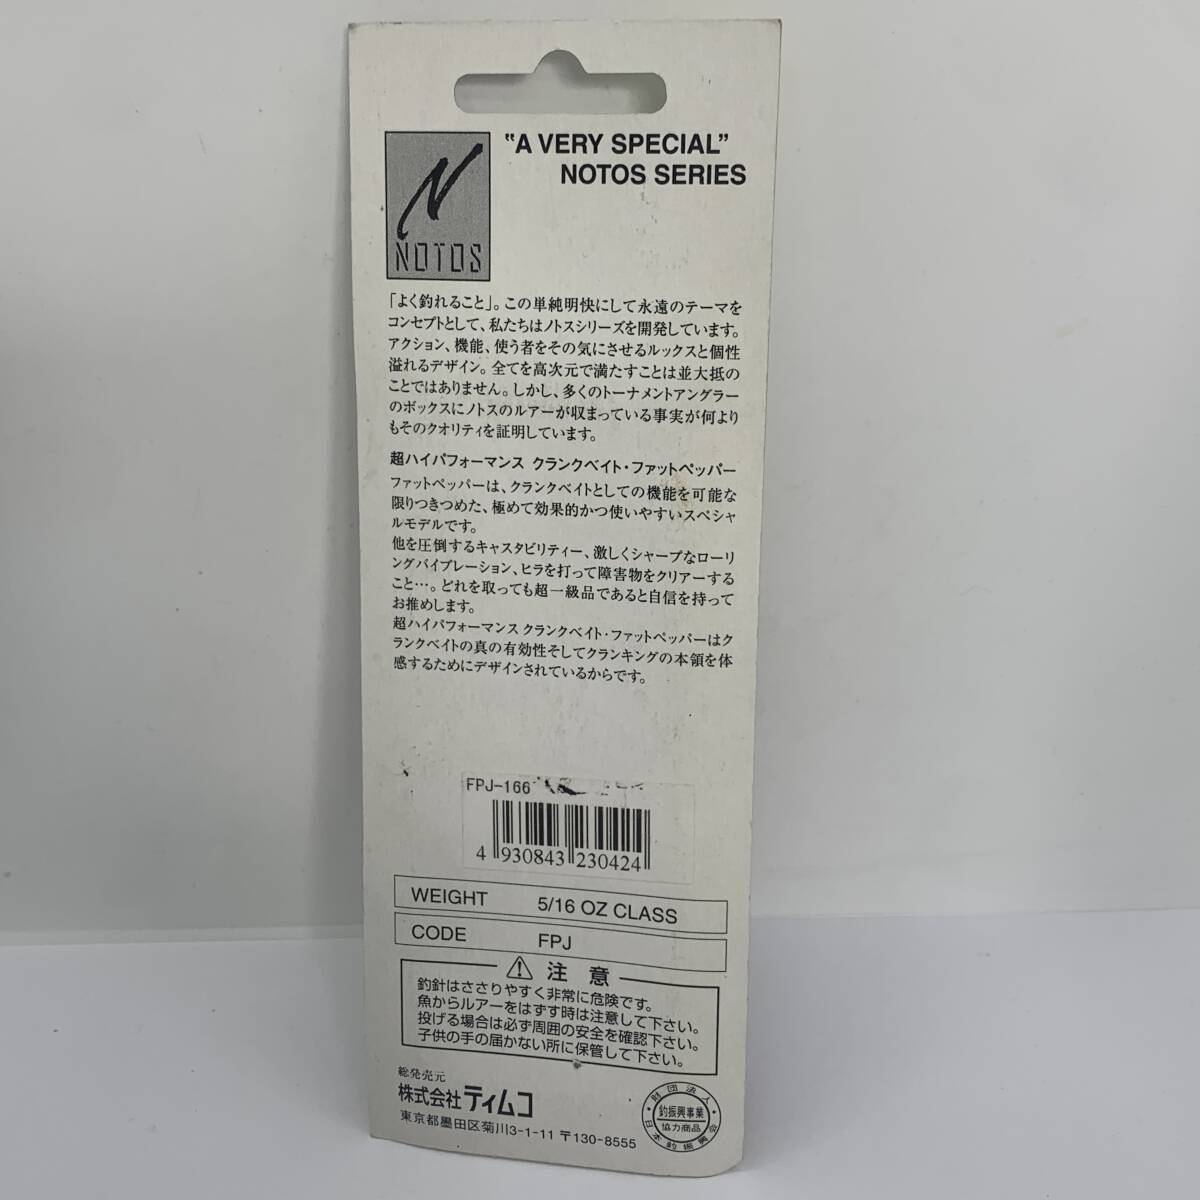 "A VERY SPECIAL"
NOTOS SERIES
N
NOTOS
「よく釣れること」。この単純明快にして永遠のテーマを
コンセプトとして、私たちはノトスシリーズを開発しています。
アクション、機能、使う者をその気にさせるルックスと個性
溢れるデザイン。全てを高次元で満たすことは並大抵の
ことではありません。しかし、多くのトーナメントアングラー
のボックスにノトスのルアーが収まっている事実が何より
もそのクオリティを証明しています。
超ハイパフォーマンス クランクベイト・ファットペッパー
ファットペッパーは、クランクベイトとしての機能を可能な
限りつきつめた、極めて効果的かつ使いやすいスペシャ
ルモデルです。
他を圧倒するキャスタビリティー、激しくシャープなローリ
ングバイブレーション、ヒラを打って障害物をクリアーする
こと…。どれを取っても超一級品であると自信を持って
お推めします。
超ハイパフォーマンス クランクベイト・ファットペッパーはク
ランクベイトの真の有効性そしてクランキングの本領を体
感するためにデザインされているからです。
FPJ-166
4 930843 230424
WEIGHT 5/16 OZ CLASS
CODE FPJ
注意
釣針はささりやすく非常に危険です。
魚からルアーをはずす時は注意して下さい。
投げる場合は必ず周囲の安全を確認下さい。
子供の手の届かない所に保管して下さい。
総発売元
株式会社ティムコ
東京都墨田区菊川3-1-11 〒130-8555
財団法人
釣振興事業
協力商品
日本釣振興会